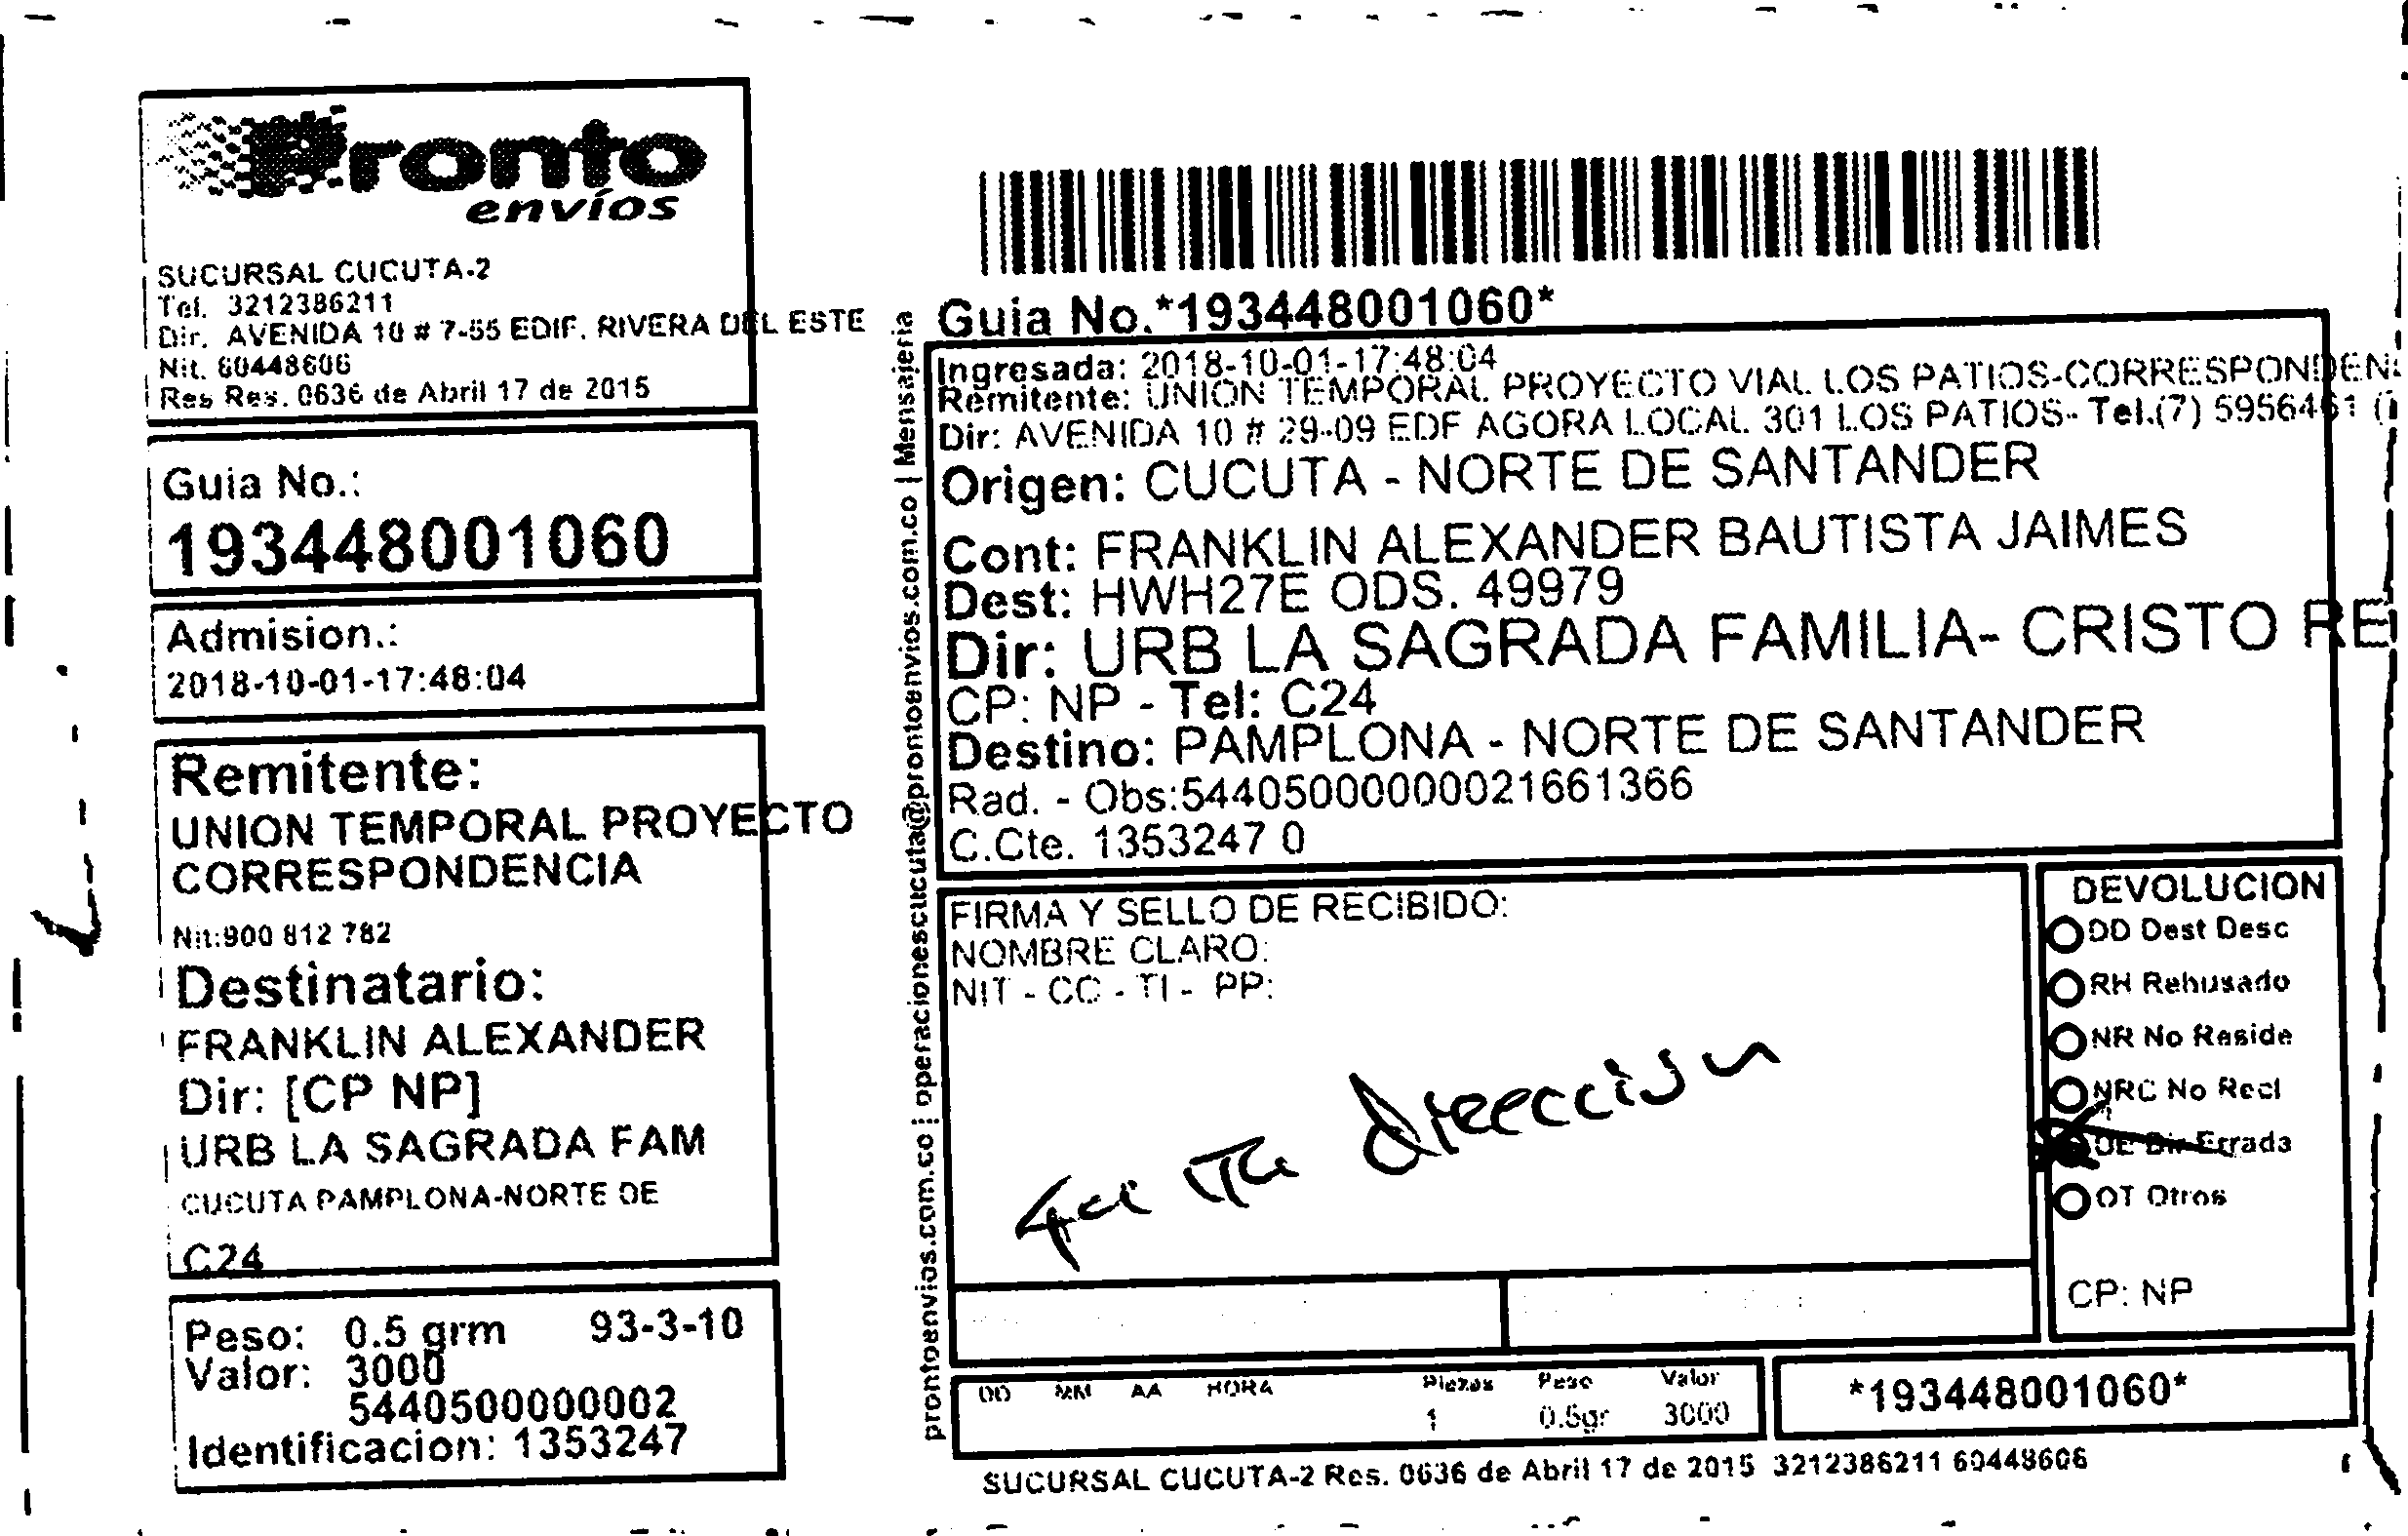 Pronto
envíos
SUCURSAL CUCUTA-2
Tel. 3212386211
Dir. AVENIDA 10 # 7-55 EDIF. RIVERA DEL ESTE
Nit. 60448606
Res Res. 0636 de Abril 17 de 2015
Guia No.:
193448001060
Admision.:
2018-10-01-17:48:04
Remitente:
UNION TEMPORAL PROYECTO
CORRESPONDENCIA
Nit:900 812 782
Destinatario:
FRANKLIN ALEXANDER
Dir: [CP NP]
URB LA SAGRADA FAM
CUCUTA PAMPLONA-NORTE DE
C24
Peso: 0.5 grm 93-3-10
Valor: 3000
5440500000002
Identificacion: 1353247
prontoenvios.com.co | operacionescucuta@prontoenvios.com.co | Mensajeria
Guia No.*193448001060*
Ingresada: 2018-10-01-17:48:04
Remitente: UNION TEMPORAL PROYECTO VIAL LOS PATIOS-CORRESPONDEN
Dir: AVENIDA 10 # 29-09 EDF AGORA LOCAL 301 LOS PATIOS- Tel.(7) 5956461 (
Origen: CUCUTA - NORTE DE SANTANDER
Cont: FRANKLIN ALEXANDER BAUTISTA JAIMES
Dest: HWH27E ODS. 49979
Dir: URB LA SAGRADA FAMILIA- CRISTO RE
CP: NP - Tel: C24
Destino: PAMPLONA - NORTE DE SANTANDER
Rad. - Obs:544050000000021661366
C.Cte. 1353247 0
FIRMA Y SELLO DE RECIBIDO:
NOMBRE CLARO:
NIT - CC - TI - PP:
Dirección
DEVOLUCION
DD Dest Desc
RH Rehusado
NR No Reside
NRC No Recl
DE Dir Errada
OT Otros
CP: NP
DD MM AA HORA Piezas Peso Valor
1 0.5gr 3000
*193448001060*
SUCURSAL CUCUTA-2 Res. 0636 de Abril 17 de 2015 3212386211 60448606